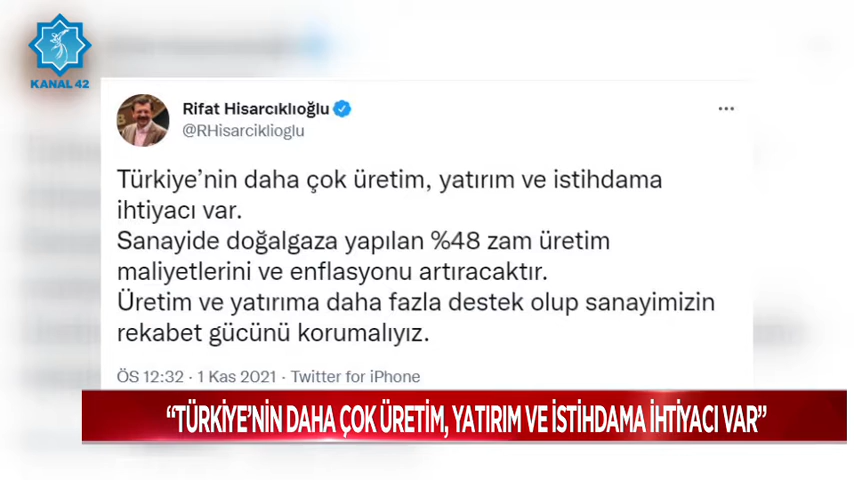 KANAL 42
Rifat Hisarcıklıoğlu
@RHisarciklioglu
Türkiye’nin daha çok üretim, yatırım ve istihdama
ihtiyacı var.
Sanayide doğalgaza yapılan %48 zam üretim
maliyetlerini ve enflasyonu artıracaktır.
Üretim ve yatırıma daha fazla destek olup sanayimizin
rekabet gücünü korumalıyız.
ÖS 12:32 · 1 Kas 2021 · Twitter for iPhone
“TÜRKİYE’NİN DAHA ÇOK ÜRETİM, YATIRIM VE İSTİHDAMA İHTİYACI VAR”